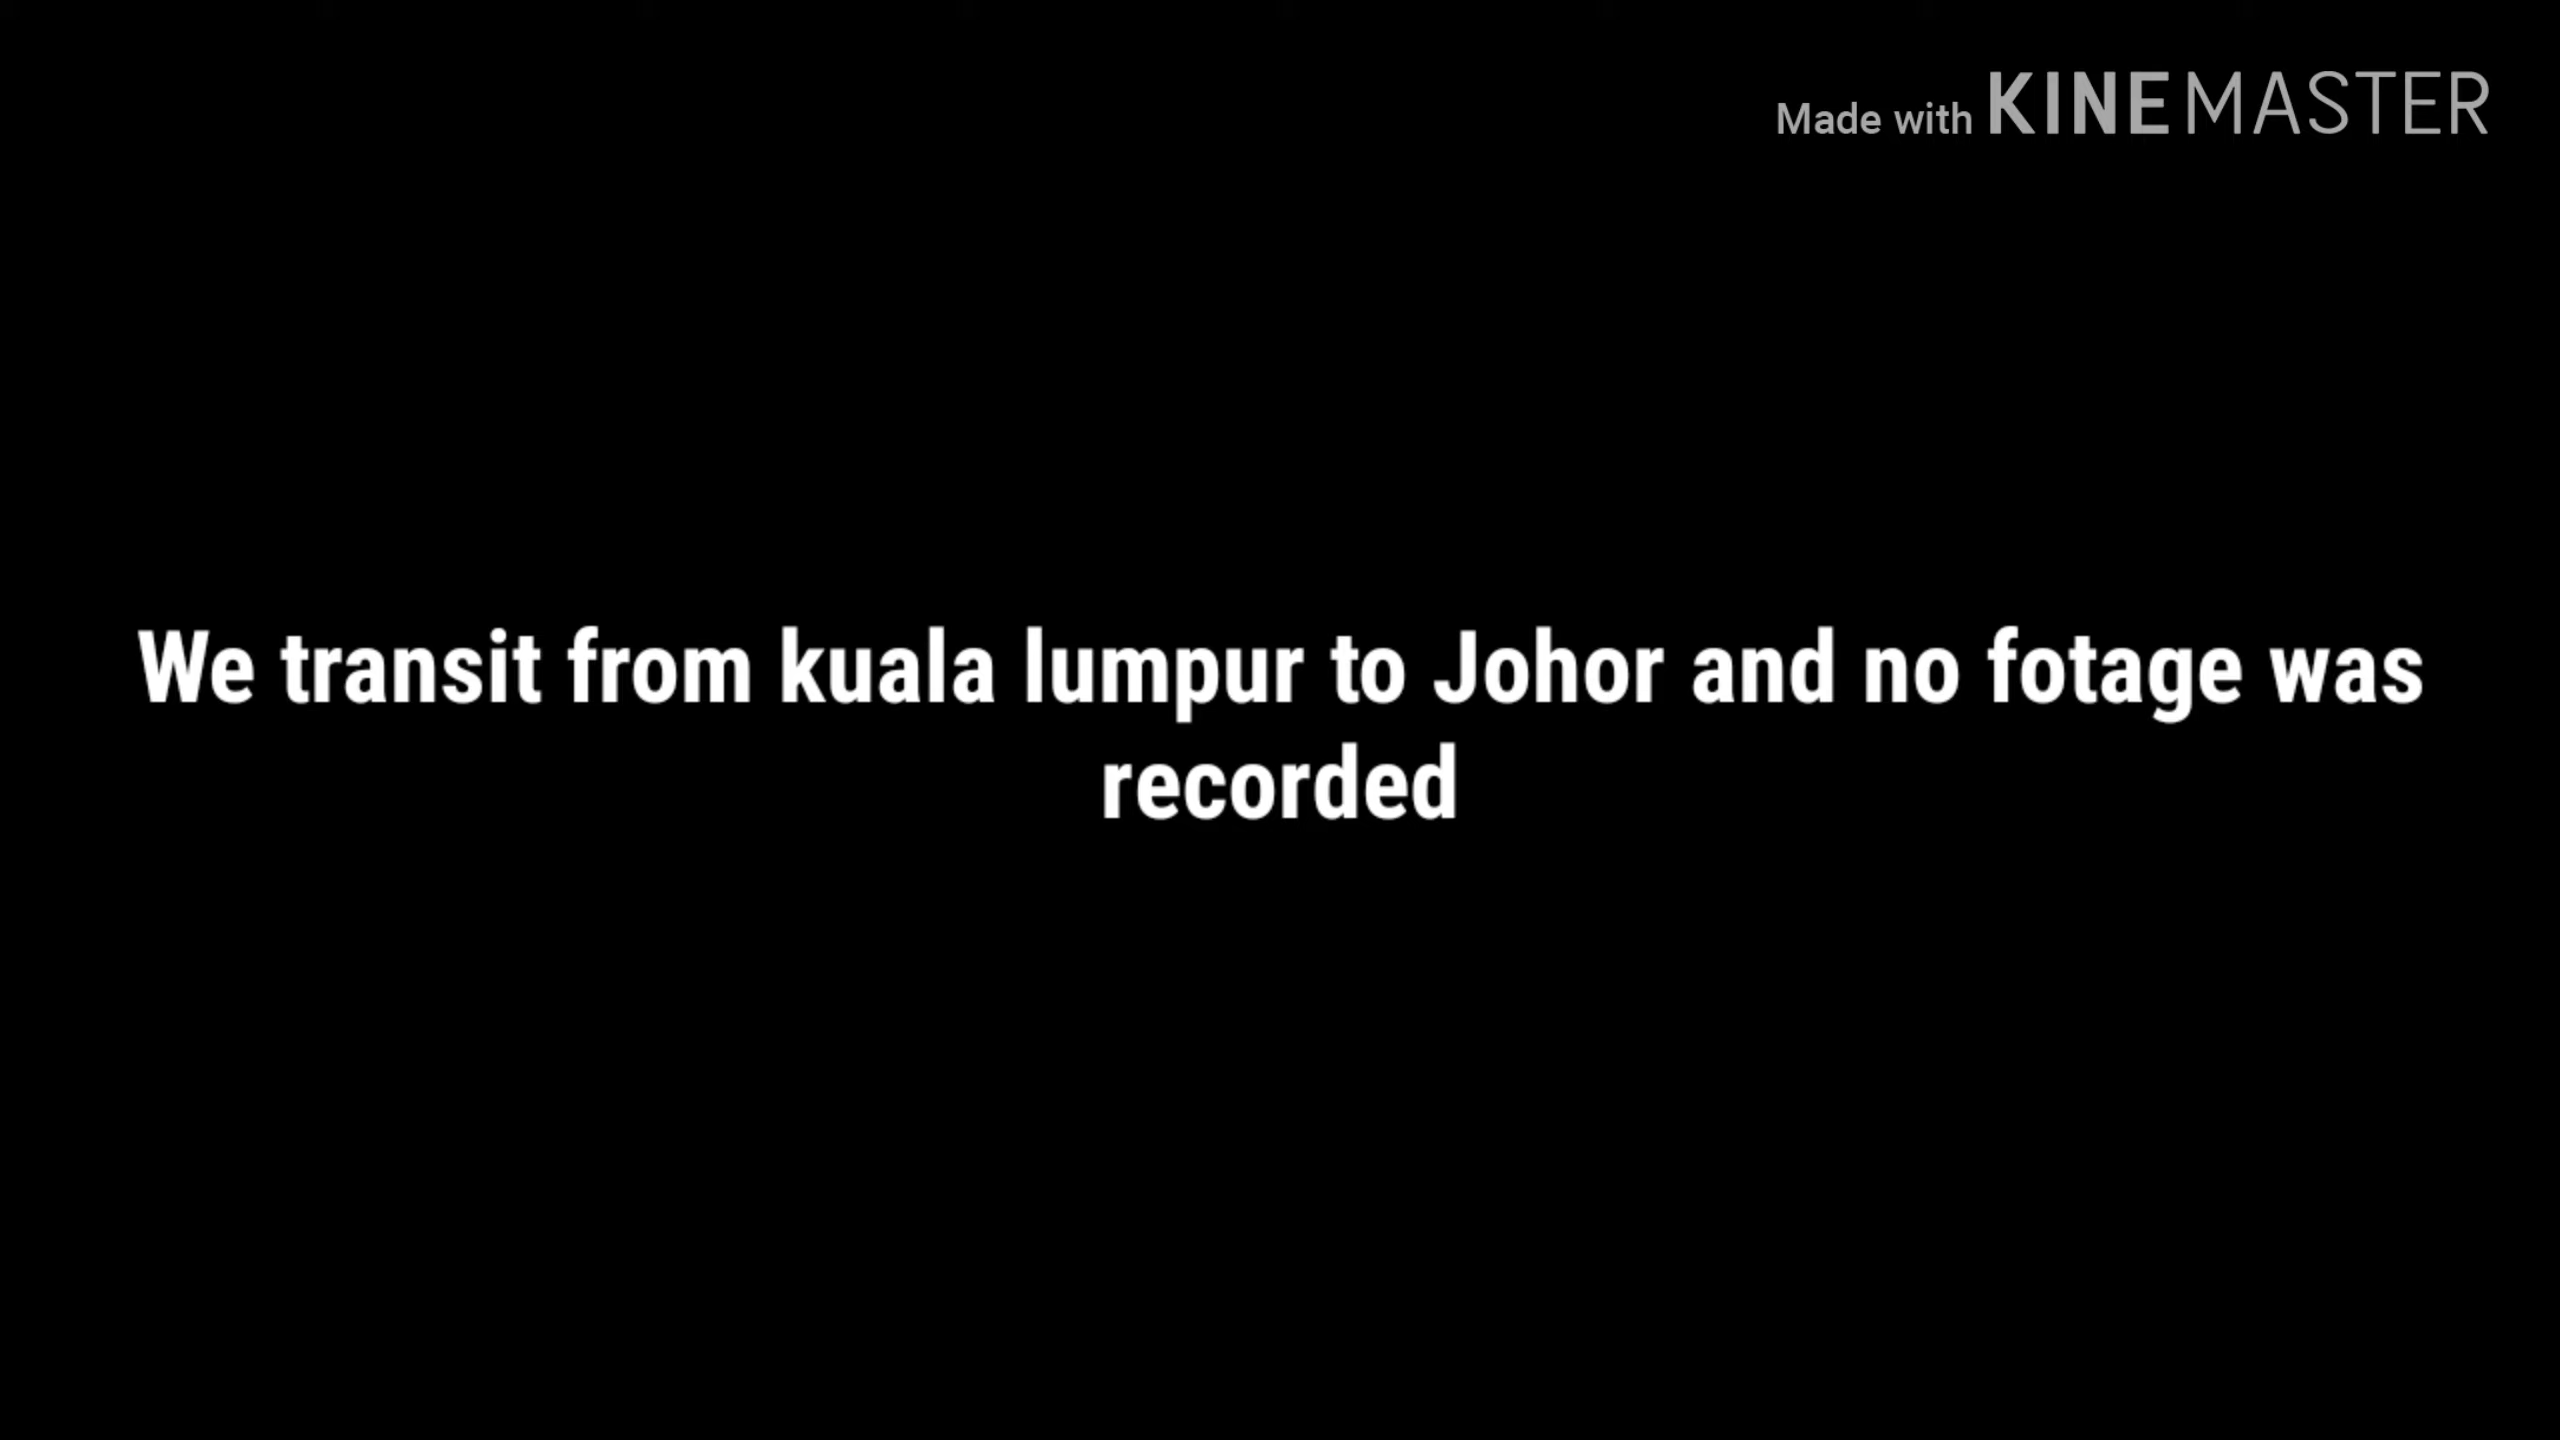 Made with KINEMASTER
We transit from kuala lumpur to Johor and no fotage was
recorded